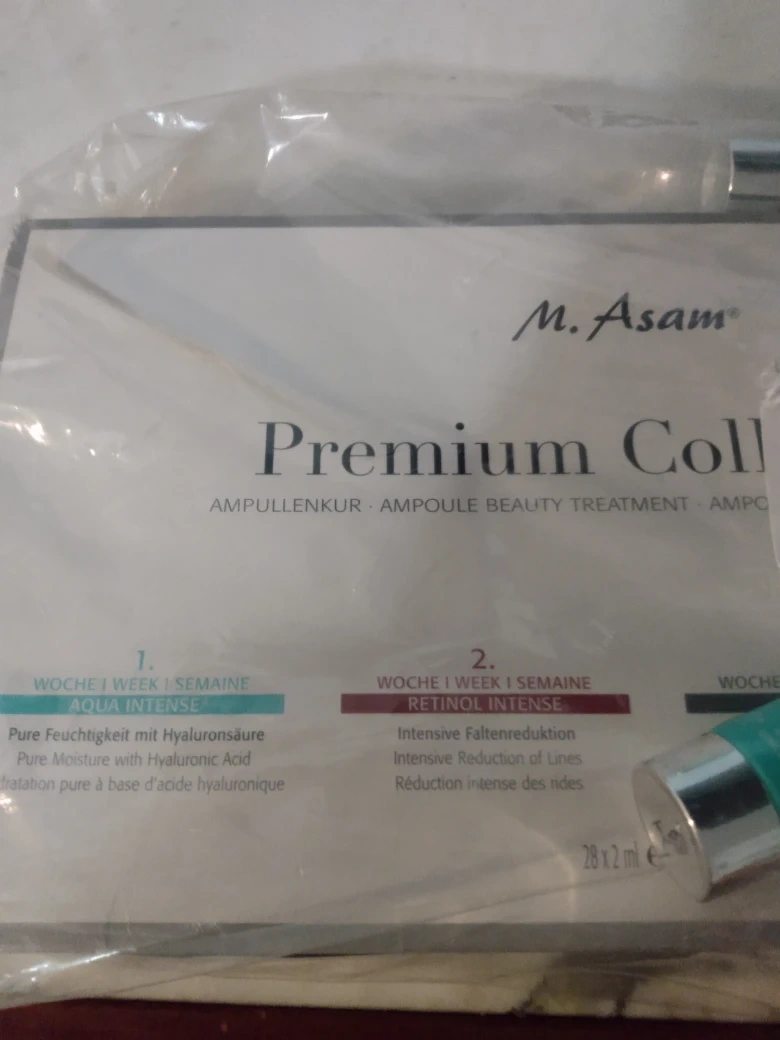 M. Asam®
Premium Coll
AMPULLENKUR · AMPOULE BEAUTY TREATMENT · AMPO
1.
WOCHE | WEEK | SEMAINE
AQUA INTENSE
Pure Feuchtigkeit mit Hyaluronsäure
Pure Moisture with Hyaluronic Acid
dratation pure à base d'acide hyaluronique
2.
WOCHE | WEEK | SEMAINE
RETINOL INTENSE
Intensive Faltenreduktion
Intensive Reduction of Lines
Réduction intense des rides
WOCHE
28 x 2 ml e